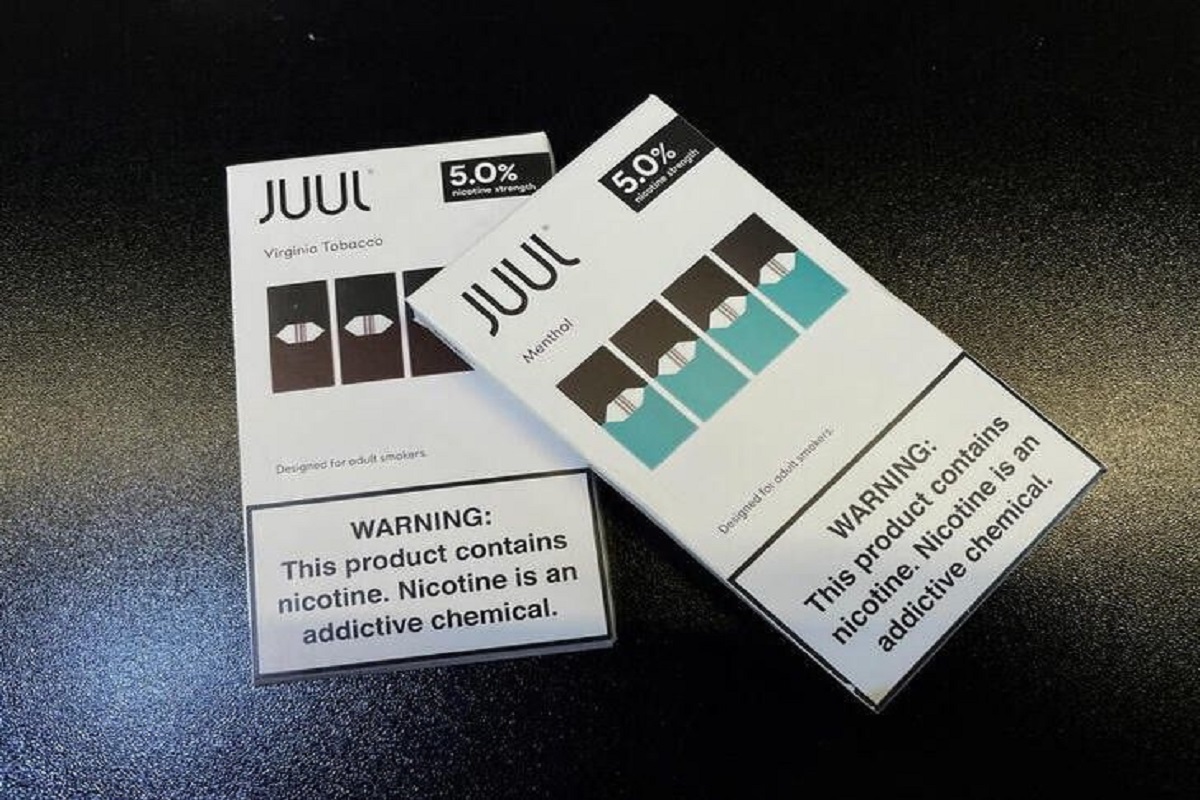 JUUL
5.0%
nicotine strength
Virginia Tobacco
Designed for adult smokers.
WARNING:
This product contains
nicotine. Nicotine is an
addictive chemical.
JUUL
5.0%
nicotine strength
Menthol
Designed for adult smokers.
WARNING:
This product contains
nicotine. Nicotine is an
addictive chemical.